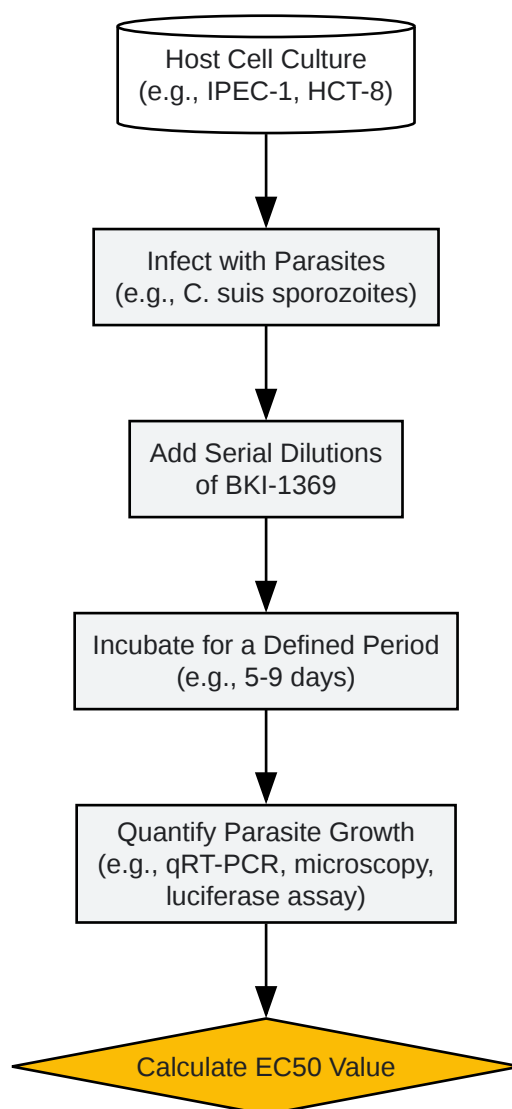 Host Cell Culture
(e.g., IPEC-1, HCT-8)
Infect with Parasites
(e.g., C. suis sporozoites)
Add Serial Dilutions
of BKI-1369
Incubate for a Defined Period
(e.g., 5-9 days)
Quantify Parasite Growth
(e.g., qRT-PCR, microscopy,
luciferase assay)
Calculate EC50 Value